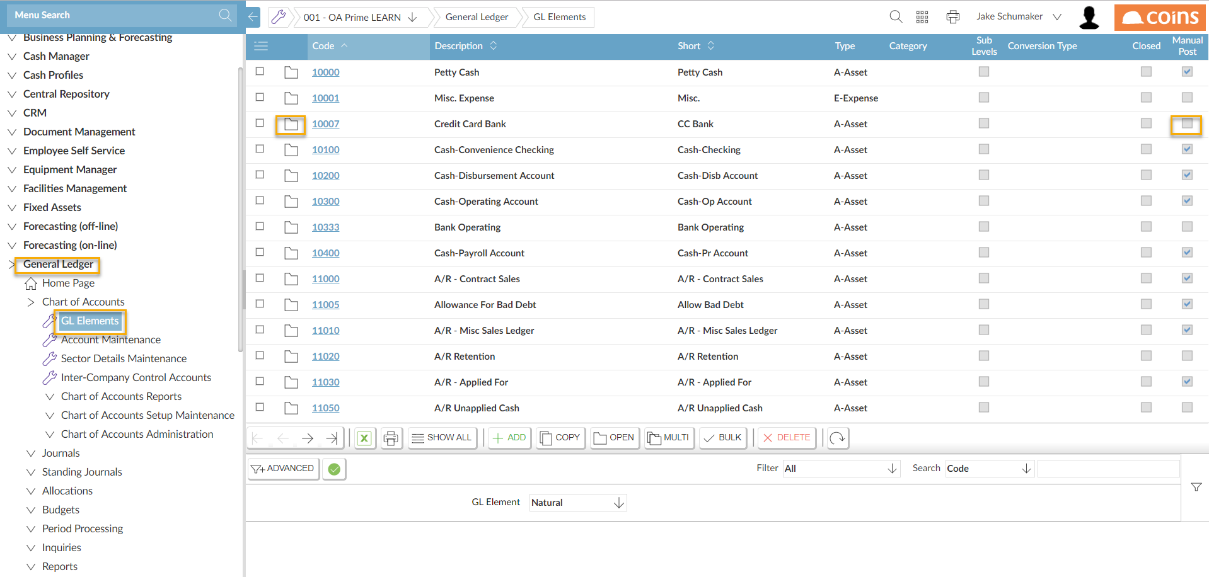 Menu Search
001 - OA Prime LEARN
General Ledger
GL Elements
Jake Schumaker
coins
Business Planning & Forecasting
Cash Manager
Cash Profiles
Central Repository
CRM
Document Management
Employee Self Service
Equipment Manager
Facilities Management
Fixed Assets
Forecasting (off-line)
Forecasting (on-line)
General Ledger
Home Page
Chart of Accounts
GL Elements
Account Maintenance
Sector Details Maintenance
Inter-Company Control Accounts
Chart of Accounts Reports
Chart of Accounts Setup Maintenance
Chart of Accounts Administration
Journals
Standing Journals
Allocations
Budgets
Period Processing
Inquiries
Reports
Code Description Short Type Category Sub Levels Conversion Type Closed Manual Post
10000 Petty Cash Petty Cash A-Asset
10001 Misc. Expense Misc. E-Expense
10007 Credit Card Bank CC Bank A-Asset
10100 Cash-Convenience Checking Cash-Checking A-Asset
10200 Cash-Disbursement Account Cash-Disb Account A-Asset
10300 Cash-Operating Account Cash-Op Account A-Asset
10333 Bank Operating Bank Operating A-Asset
10400 Cash-Payroll Account Cash-Pr Account A-Asset
11000 A/R - Contract Sales A/R - Contract Sales A-Asset
11005 Allowance For Bad Debt Allow Bad Debt A-Asset
11010 A/R - Misc Sales Ledger A/R - Misc Sales Ledger A-Asset
11020 A/R Retention A/R Retention A-Asset
11030 A/R - Applied For A/R - Applied For A-Asset
11050 A/R Unapplied Cash A/R Unapplied Cash A-Asset
SHOW ALL ADD COPY OPEN MULTI BULK DELETE
ADVANCED Filter All Search Code
GL Element Natural